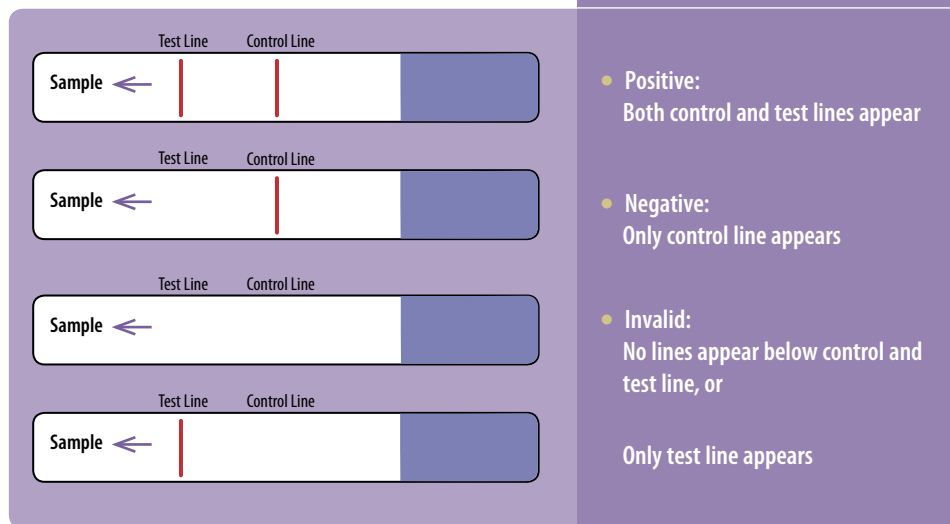 Test Line Control Line
Sample
Test Line Control Line
Sample
Test Line Control Line
Sample
Test Line Control Line
Sample
Positive:
Both control and test lines appear
Negative:
Only control line appears
Invalid:
No lines appear below control and
test line, or
Only test line appears